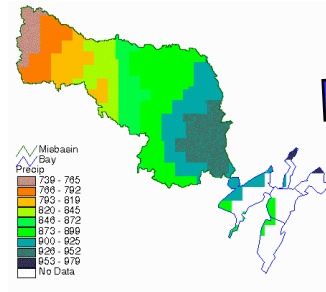 Miabasin
Bay
Precip
739 - 765
766 - 792
793 - 819
820 - 845
846 - 872
873 - 899
900 - 925
926 - 952
953 - 979
No Data